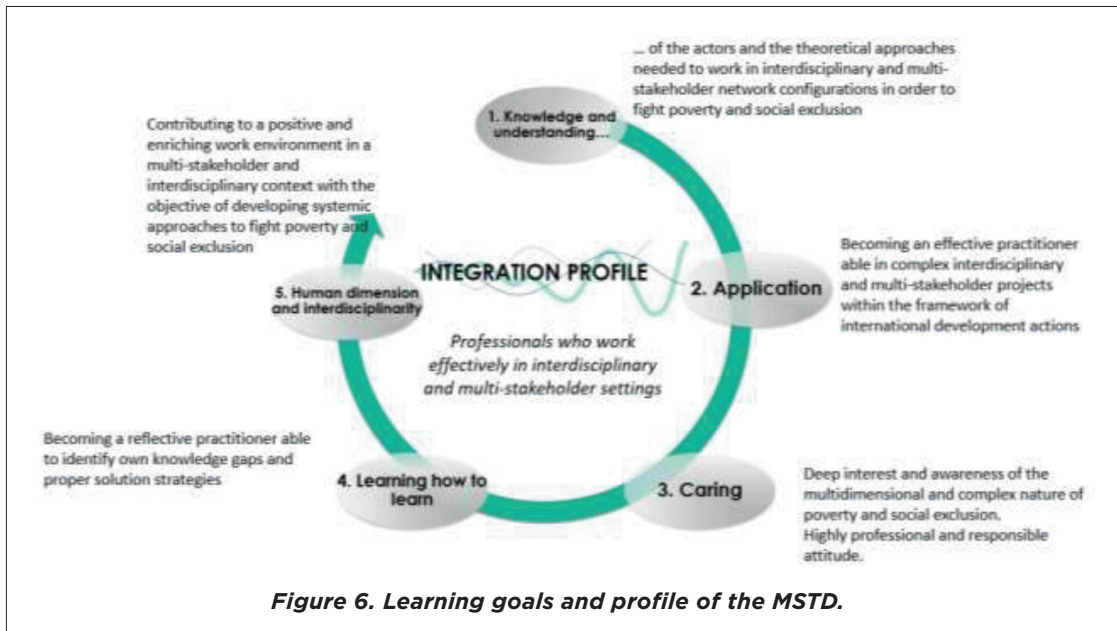 ... of the actors and the theoretical approaches
needed to work in interdisciplinary and multi-
stakeholder network configurations in order to
fight poverty and social exclusion
1. Knowledge and
understanding...
Contributing to a positive and
enriching work environment in a
multi-stakeholder and
interdisciplinary context with the
objective of developing systemic
approaches to fight poverty and
social exclusion
INTEGRATION PROFILE
Professionals who work
effectively in interdisciplinary
and multi-stakeholder settings
2. Application
Becoming an effective practitioner
able in complex interdisciplinary
and multi-stakeholder projects
within the framework of
international development actions
5. Human dimension
and interdisciplinarity
Becoming a reflective practitioner able
to identify own knowledge gaps and
proper solution strategies
4. Learning how to
learn
3. Caring
Deep interest and awareness of the
multidimensional and complex nature of
poverty and social exclusion.
Highly professional and responsible
attitude.
Figure 6. Learning goals and profile of the MSTD.